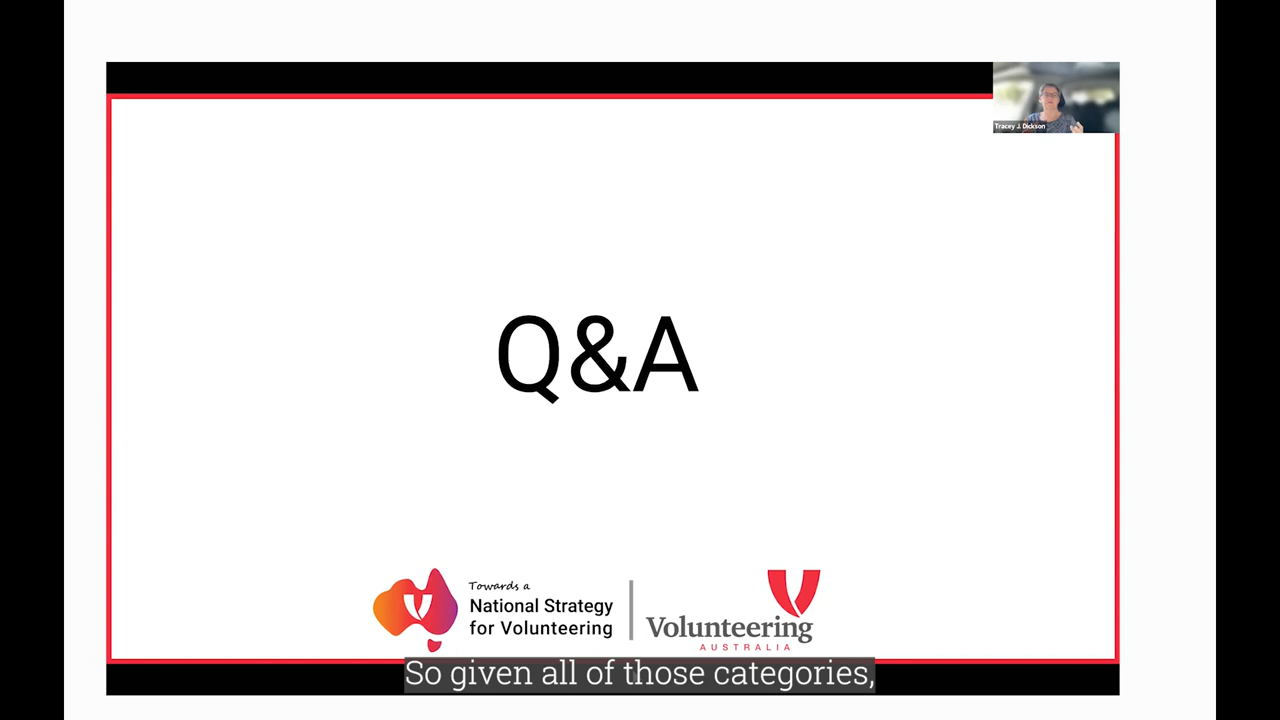 Tracey J. Dickson
Q&A
Towards a
National Strategy
for Volunteering
Volunteering
AUSTRALIA
So given all of those categories,